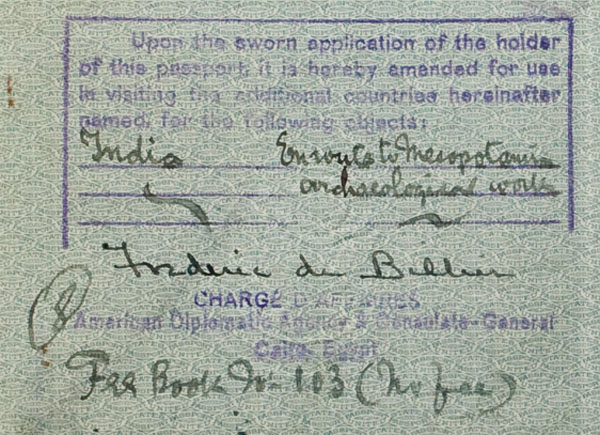 Upon the sworn application of the holder
of this passport, it is hereby amended for use
in visiting the additional countries hereinafter
named, for the following objects:
India Enroute to Mesopotamia
archaeological work
Frederic de Billier
CHARGÉ D'AFFAIRES
American Diplomatic Agency & Consulate-General
Cairo, Egypt
Fee Book No 103 (No fee)